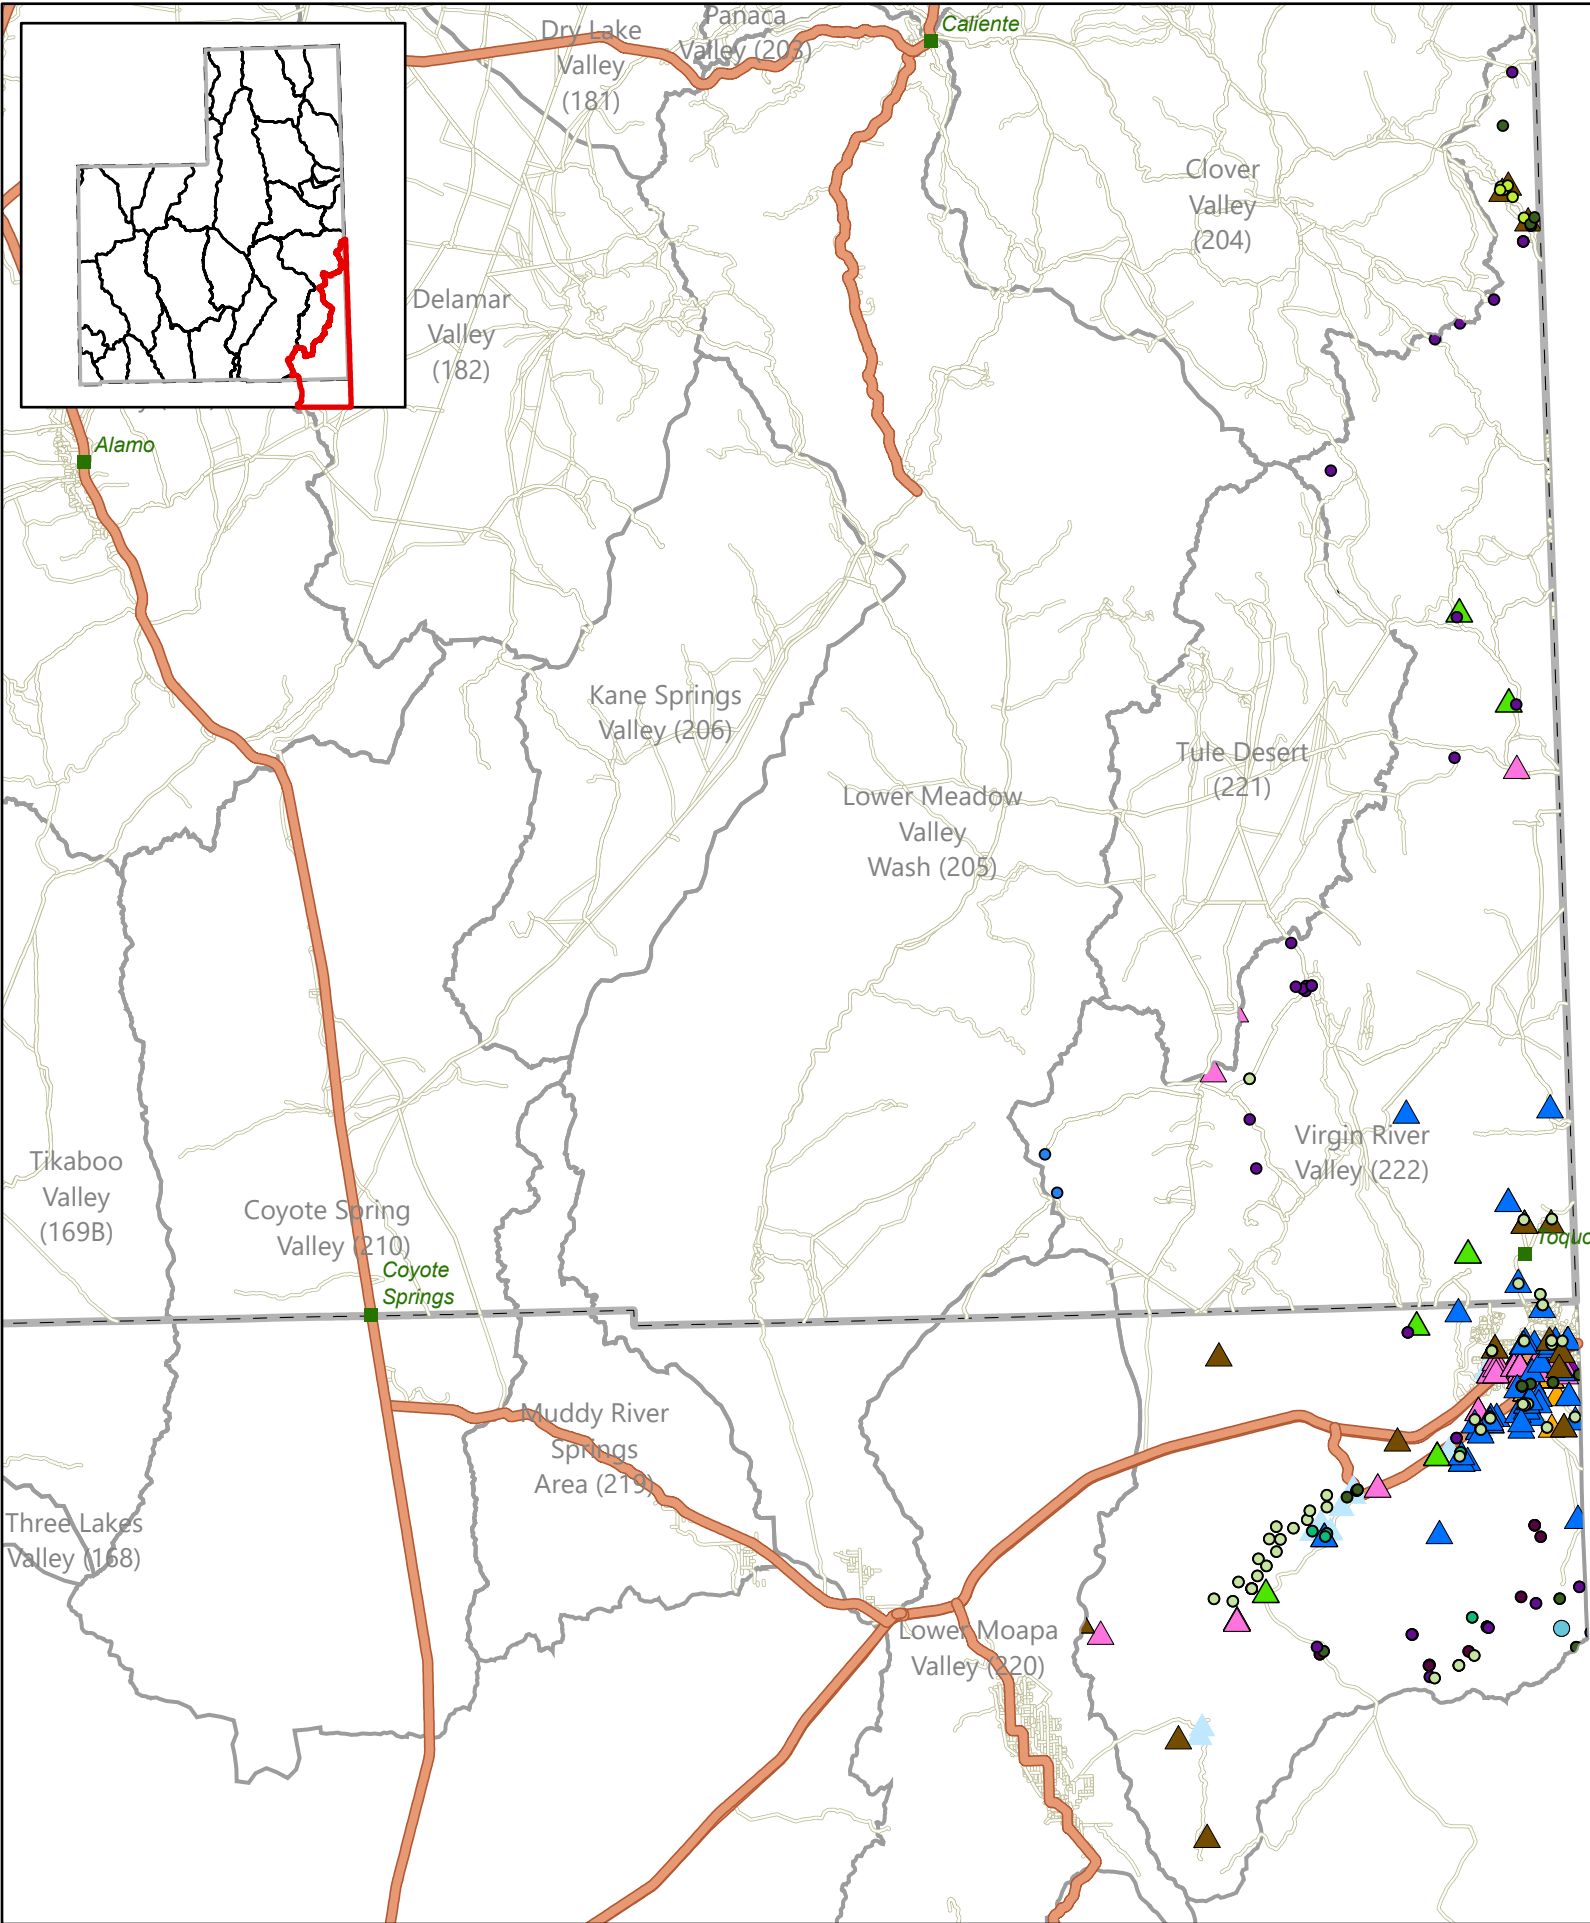 Panaca
Valley (203)
Dry Lake
Valley
(181)
Caliente
Clover
Valley
(204)
Delamar
Valley
(182)
Alamo
Kane Springs
Valley (206)
Tule Desert
(221)
Lower Meadow
Valley
Wash (205)
Virgin River
Valley (222)
Tikaboo
Valley
(169B)
Coyote Spring
Valley (210)
Coyote
Springs
Toquo
Muddy River
Springs
Area (219)
Three Lakes
Valley (168)
Lower Moapa
Valley (220)